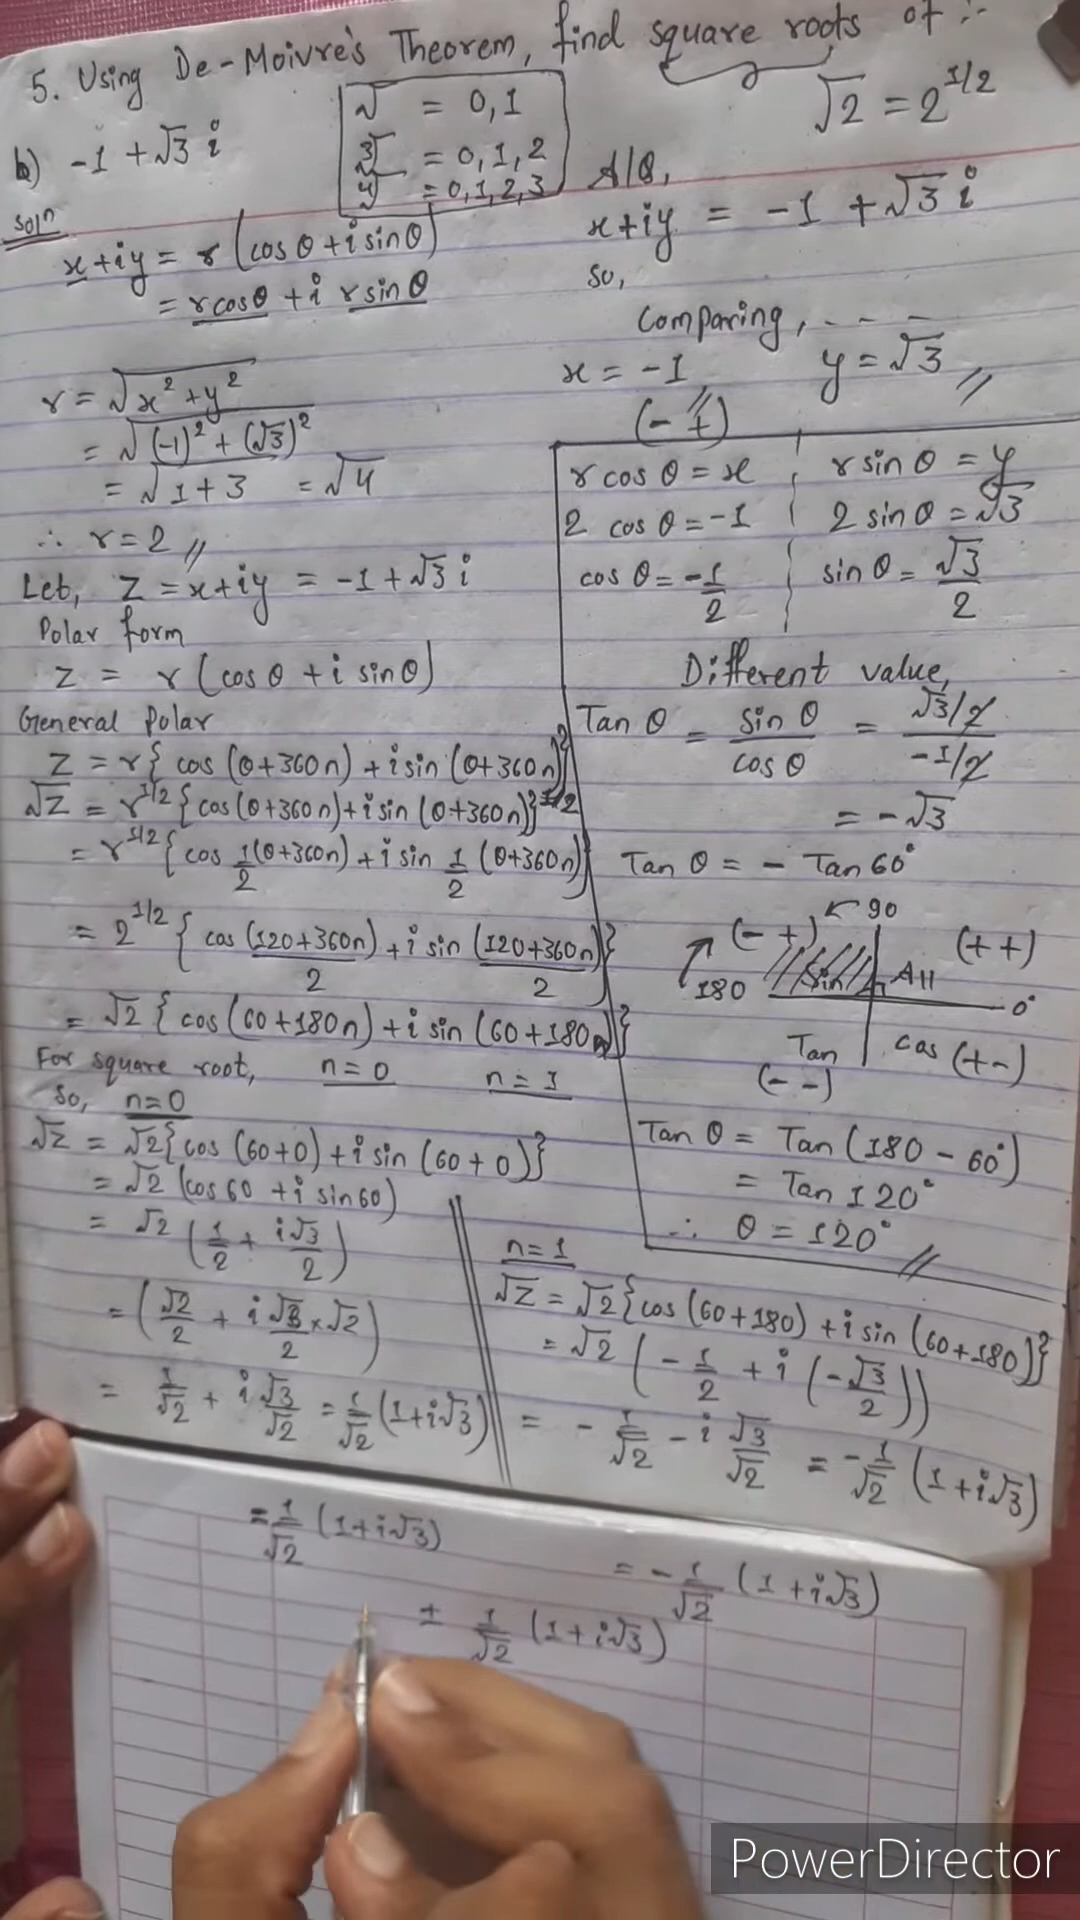 5. Using De-Moivre's Theorem, find square roots of :-
√2 = 2^1/2
b) -1 + √3 i
√ = 0, 1
∛ = 0, 1, 2
∜ = 0, 1, 2, 3
Soln
x+iy = r (cos θ + i sin θ)
= r cos θ + i r sin θ
r = √x² + y²
= √(-1)² + (√3)²
= √1 + 3 = √4
∴ r = 2 //
Let, Z = x+iy = -1 + √3 i
Polar form
Z = r (cos θ + i sin θ)
General Polar
Z = r { cos (θ+360n) + i sin (θ+360n)}
√Z = r^1/2 {cos (θ+360n) + i sin (θ+360n)}^1/2
= r^1/2 { cos 1/2 (θ+360n) + i sin 1/2 (θ+360n)}
= 2^1/2 { cos (120+360n)/2 + i sin (120+360n)/2 }
= √2 { cos (60+180n) + i sin (60+180n)}
For square root, n=0 n=1
So, n=0
√Z = √2 {cos (60+0) + i sin (60+0)}
= √2 (cos 60 + i sin 60)
= √2 (1/2 + i√3/2)
= (√2/2 + i√3/2 × √2)
= 1/√2 + i √3/√2 = 1/√2 (1+i√3)
A/Q,
x+iy = -1 + √3 i
so,
Comparing, - - -
x = -1 // y = √3 //
(- +)
r cos θ = x r sin θ = y
2 cos θ = -1 2 sin θ = √3
cos θ = -1/2 sin θ = √3/2
Different value,
Tan θ = sin θ/cos θ = √3/2 / -1/2
= -√3
Tan θ = - Tan 60°
90
(- +) (+ +)
180 Sin All 0°
Tan cos (+ -)
(- -)
Tan θ = Tan (180 - 60°)
= Tan 120°
∴ θ = 120° //
n=1
√Z = √2 {cos (60+180) + i sin (60+180)}
= √2 (-1/2 + i (-√3/2))
= -1/√2 - i √3/√2 = -1/√2 (1+i√3)
= 1/√2 (1+i√3)
= -1/√2 (1+i√3)
± 1/√2 (1+i√3)
PowerDirector